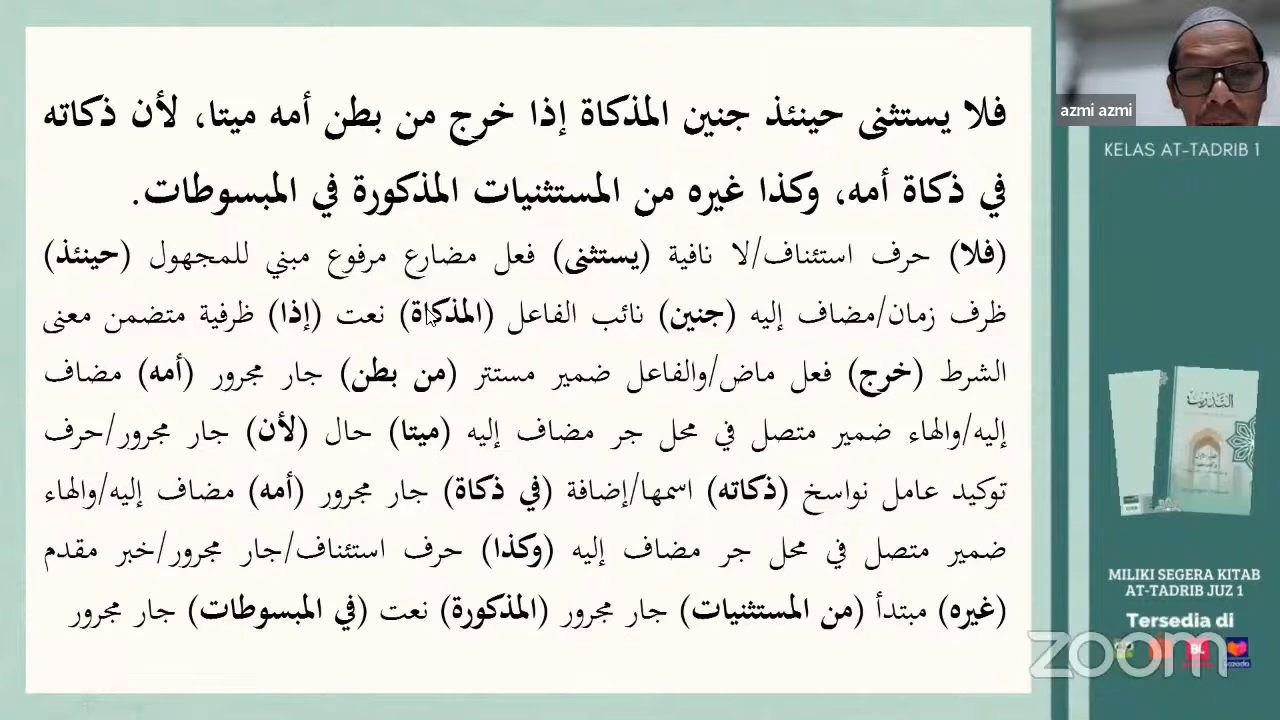 فلا يستثنى حينئذ جنين المذكاة إذا خرج من بطن أمه ميتا، لأن ذكاته
في ذكاة أمه، وكذا غيره من المستثنيات المذكورة في المبسوطات.
(فلا) حرف استئناف/لا نافية (يستثنى) فعل مضارع مرفوع مبني للمجهول (حينئذ)
ظرف زمان/مضاف إليه (جنين) نائب الفاعل (المذكاة) نعت (إذا) ظرفية متضمن معنى
الشرط (خرج) فعل ماض/والفاعل ضمير مستتر (من بطن) جار مجرور (أمه) مضاف
إليه/والهاء ضمير متصل في محل جر مضاف إليه (ميتا) حال (لأن) جار مجرور/حرف
توكيد عامل نواسخ (ذكاته) اسمها/إضافة (في ذكاة) جار مجرور (أمه) مضاف إليه/والهاء
ضمير متصل في محل جر مضاف إليه (وكذا) حرف استئناف/جار مجرور/خبر مقدم
(غيره) مبتدأ (من المستثنيات) جار مجرور (المذكورة) نعت (في المبسوطات) جار مجرور
azmi azmi
KELAS AT-TADRIB 1
التدريب
MILIKI SEGERA KITAB
AT-TADRIB JUZ 1
Tersedia di
BL
lazada
zoom